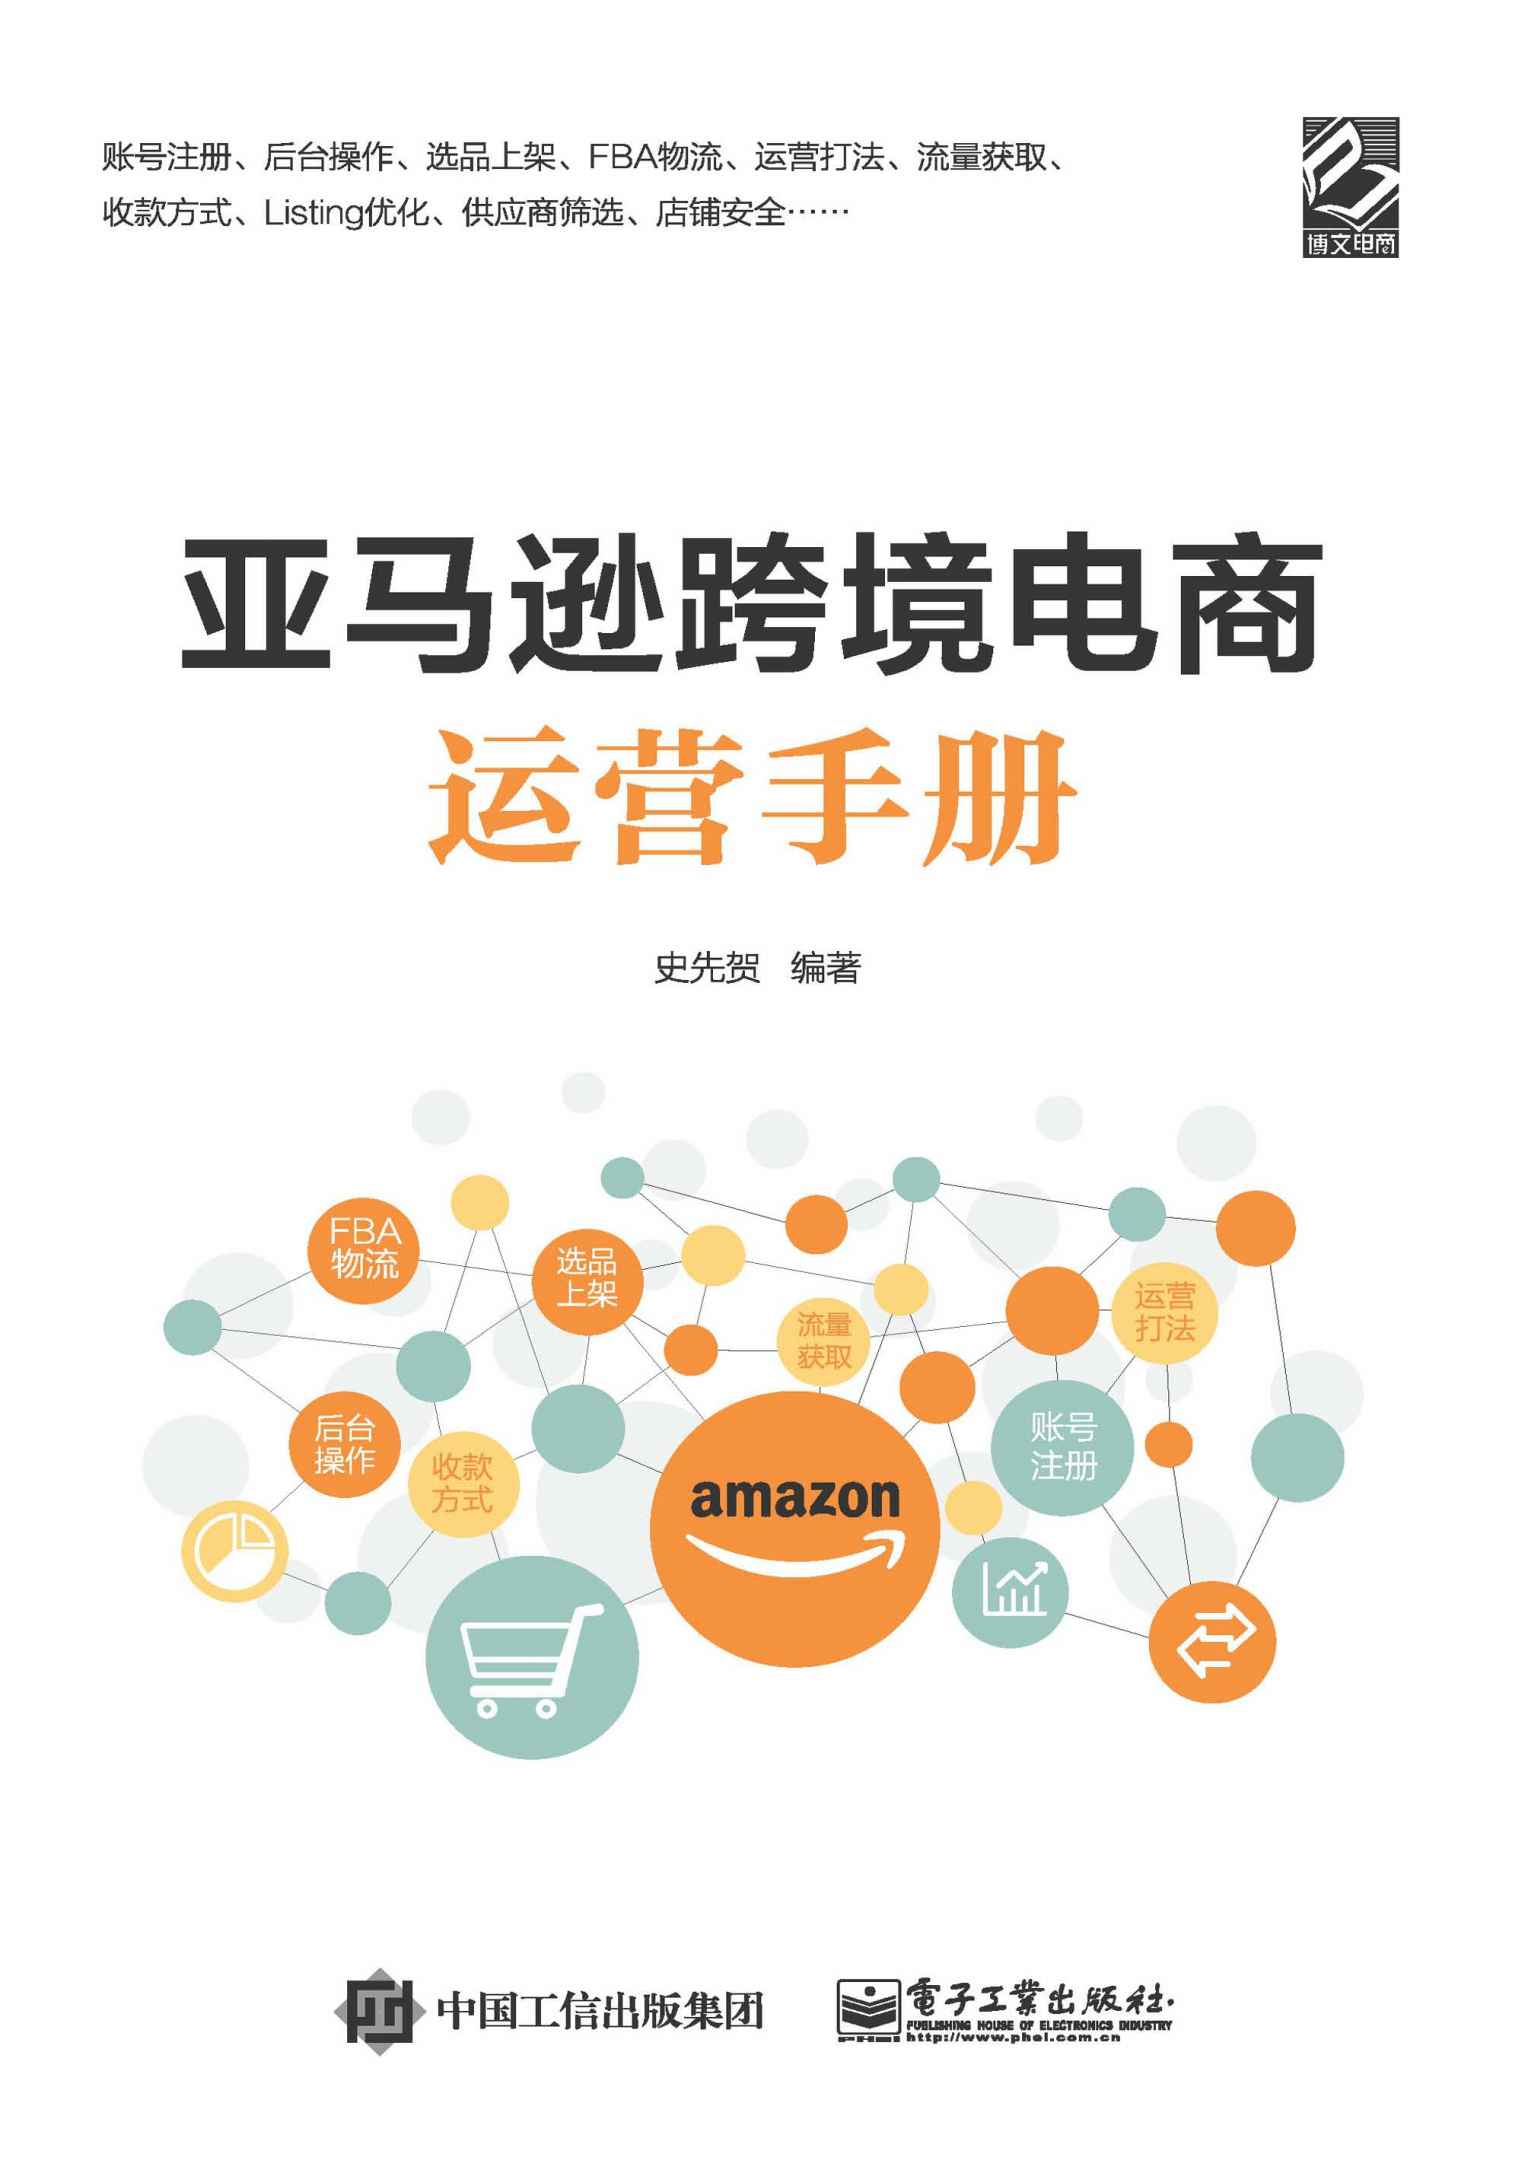 账号注册、后台操作、选品上架、FBA物流、运营打法、流量获取、
收款方式、Listing优化、供应商筛选、店铺安全……
博文电商
亚马逊跨境电商
运营手册
史先贺 编著
FBA
物流
选品
上架
流量
获取
运营
打法
后台
操作
收款
方式
账号
注册
amazon
中国工信出版集团
電子工業出版社.
PUBLISHING HOUSE OF ELECTRONICS INDUSTRY
PHEI
http://www.phei.com.cn